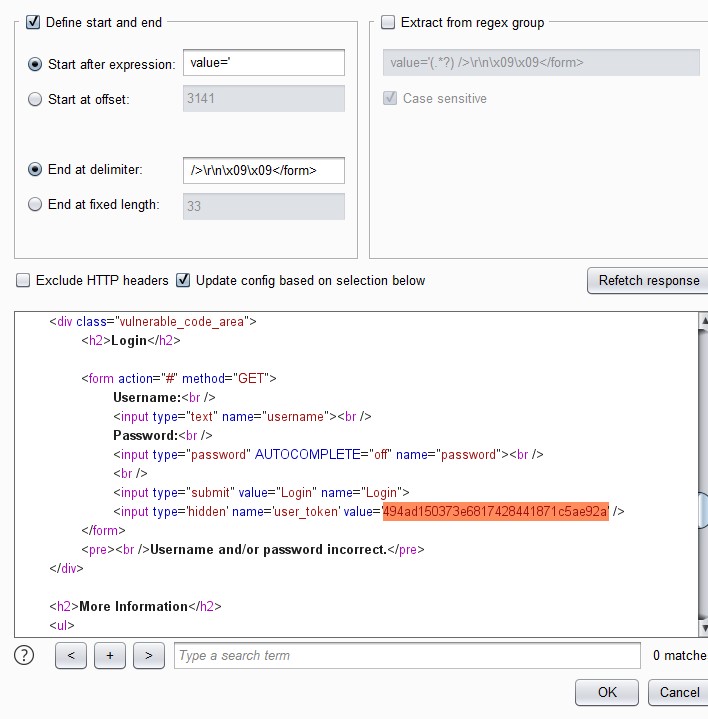 Define start and end
Start after expression: value='
Start at offset: 3141
End at delimiter: />\r\n\x09\x09</form>
End at fixed length: 33
Extract from regex group
value='(.*?) />\r\n\x09\x09</form>
Case sensitive
Exclude HTTP headers Update config based on selection below Refetch response
<div class="vulnerable_code_area">
<h2>Login</h2>
<form action="#" method="GET">
Username:<br />
<input type="text" name="username"><br />
Password:<br />
<input type="password" AUTOCOMPLETE="off" name="password"><br />
<br />
<input type="submit" value="Login" name="Login">
<input type='hidden' name='user_token' value='494ad150373e6817428441871c5ae92a' />
</form>
<pre><br />Username and/or password incorrect.</pre>
</div>
<h2>More Information</h2>
<ul>
? < + > Type a search term 0 matche
OK Cancel